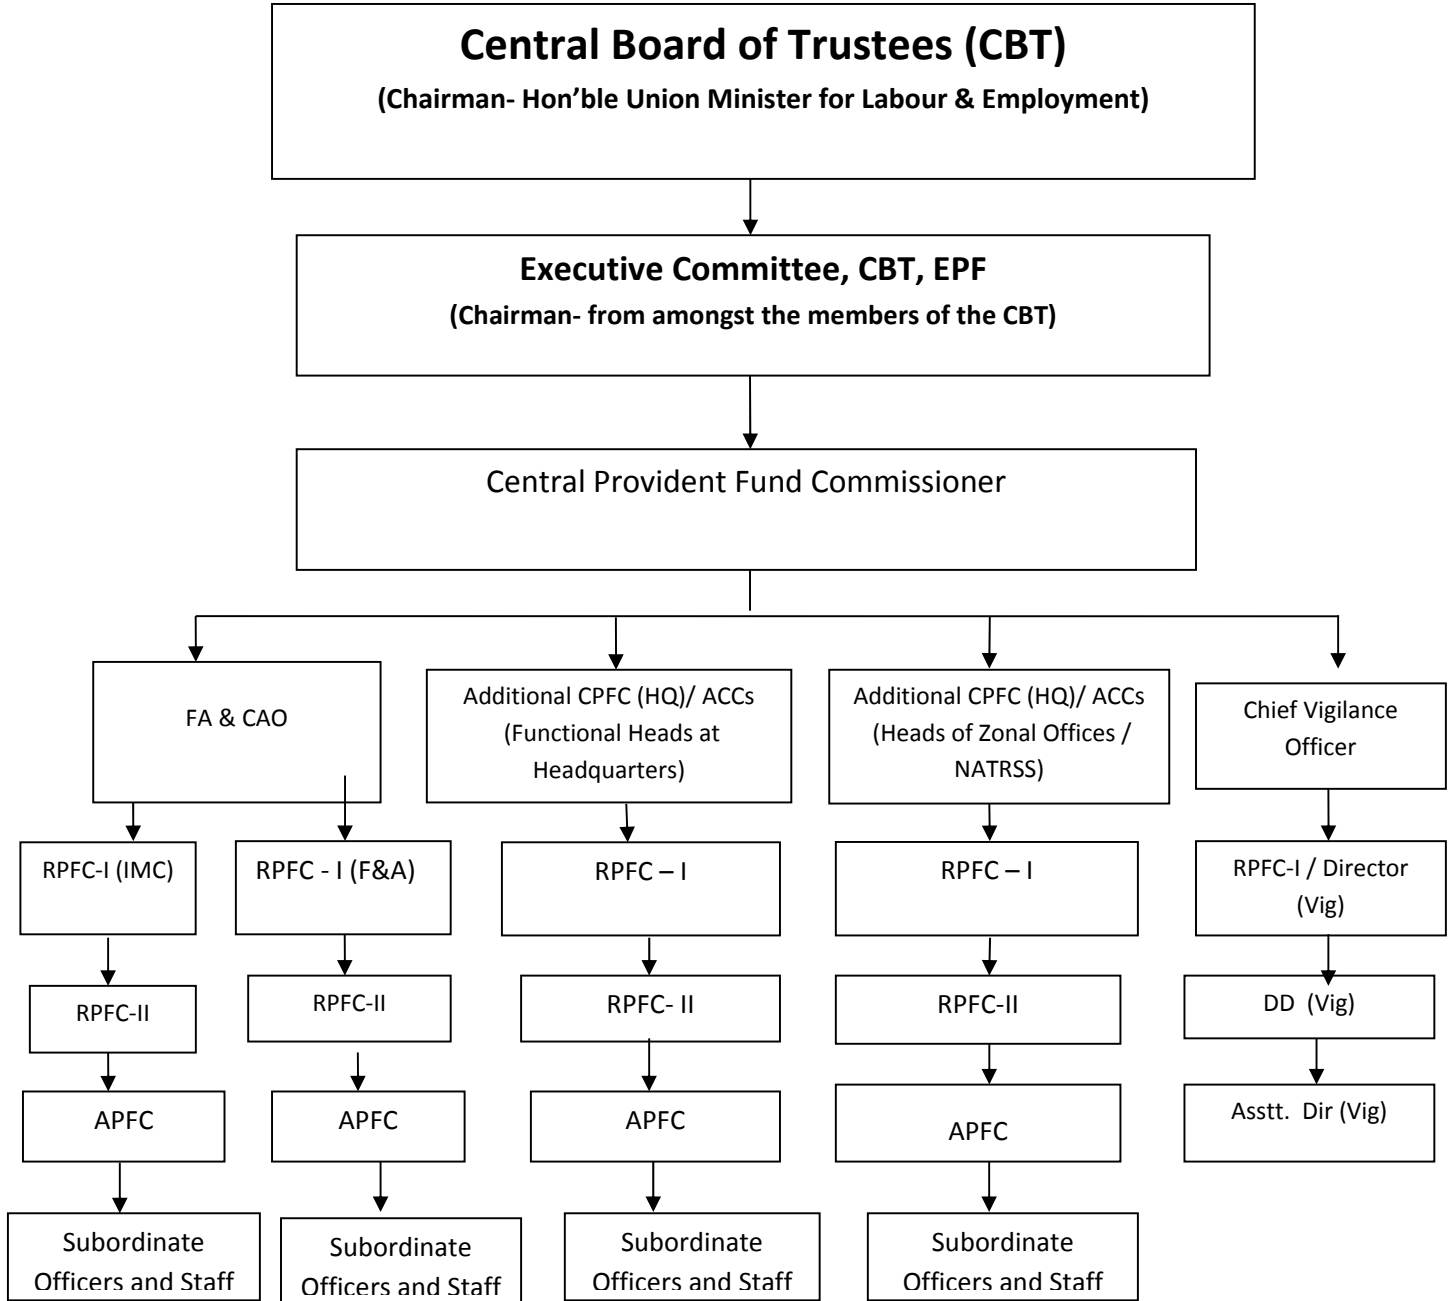 Central Board of Trustees (CBT)
(Chairman- Hon’ble Union Minister for Labour & Employment)
Executive Committee, CBT, EPF
(Chairman- from amongst the members of the CBT)
Central Provident Fund Commissioner
FA & CAO
Additional CPFC (HQ)/ ACCs
(Functional Heads at
Headquarters)
Additional CPFC (HQ)/ ACCs
(Heads of Zonal Offices /
NATRSS)
Chief Vigilance
Officer
RPFC-I (IMC)
RPFC - I (F&A)
RPFC – I
RPFC – I
RPFC-I / Director
(Vig)
RPFC-II
RPFC-II
RPFC- II
RPFC-II
DD (Vig)
APFC
APFC
APFC
APFC
Asstt. Dir (Vig)
Subordinate
Officers and Staff
Subordinate
Officers and Staff
Subordinate
Officers and Staff
Subordinate
Officers and Staff